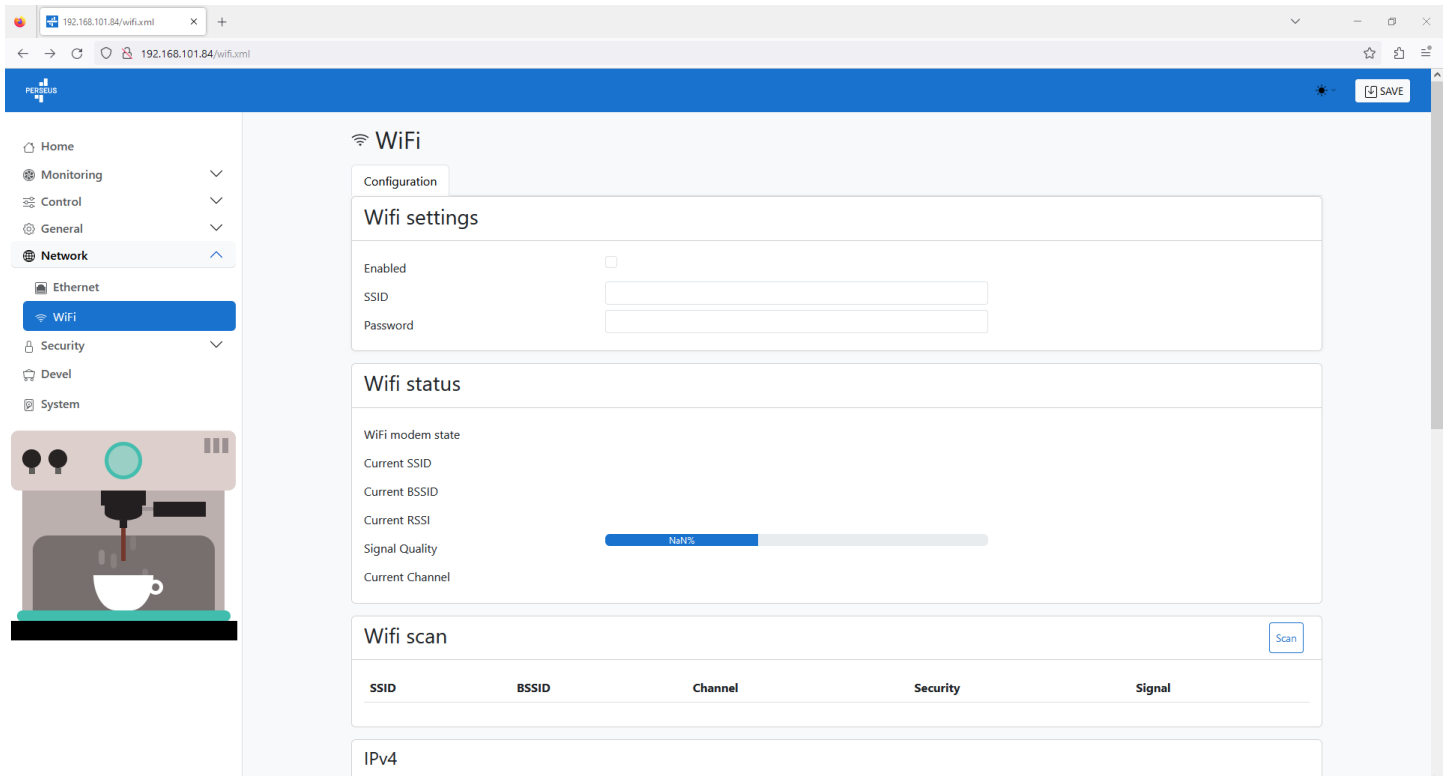 192.168.101.84/wifi.xml
192.168.101.84/wifi.xml
PERSEUS
SAVE
Home
Monitoring
Control
General
Network
Ethernet
WiFi
Security
Devel
System
WiFi
Configuration
Wifi settings
Enabled
SSID
Password
Wifi status
WiFi modem state
Current SSID
Current BSSID
Current RSSI
Signal Quality NaN%
Current Channel
Wifi scan Scan
SSID BSSID Channel Security Signal
IPv4